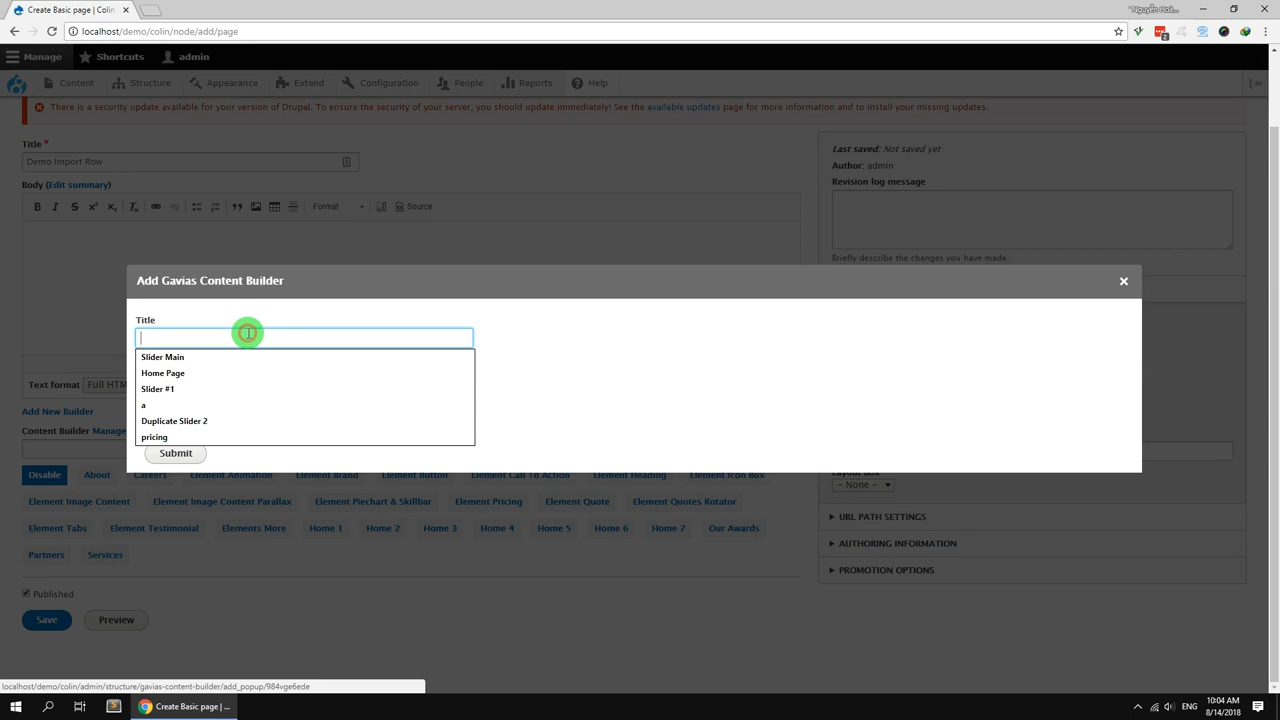 Create Basic page | Colin
"Nguyễn Hoà...
localhost/demo/colin/node/add/page
2
Manage
Shortcuts
admin
Content
Structure
Appearance
Extend
Configuration
People
Reports
Help
There is a security update available for your version of Drupal. To ensure the security of your server, you should update immediately! See the available updates page for more information and to install your missing updates.
Title *
Demo Import Row
Body (Edit summary)
Format
Source
Last saved: Not saved yet
Author: admin
Revision log message
Briefly describe the changes you have made.
Add Gavias Content Builder
Title
Slider Main
Home Page
Slider #1
a
Duplicate Slider 2
pricing
Submit
Text format
Full HTM
Add New Builder
Content Builder Manage
Disable
About
Careers
Element Animation
Element Brand
Element Button
Element Call To Action
Element Heading
Element Icon Box
Element Image Content
Element Image Content Parallax
Element Piechart & Skillbar
Element Pricing
Element Quote
Element Quotes Rotator
Element Tabs
Element Testimonial
Elements More
Home 1
Home 2
Home 3
Home 4
Home 5
Home 6
Home 7
Our Awards
Partners
Services
Layout Box
- None -
URL PATH SETTINGS
AUTHORING INFORMATION
PROMOTION OPTIONS
Published
Save
Preview
localhost/demo/colin/admin/structure/gavias-content-builder/add_popup/984vge6ede
Create Basic page | ...
ENG
10:04 AM
8/14/2018